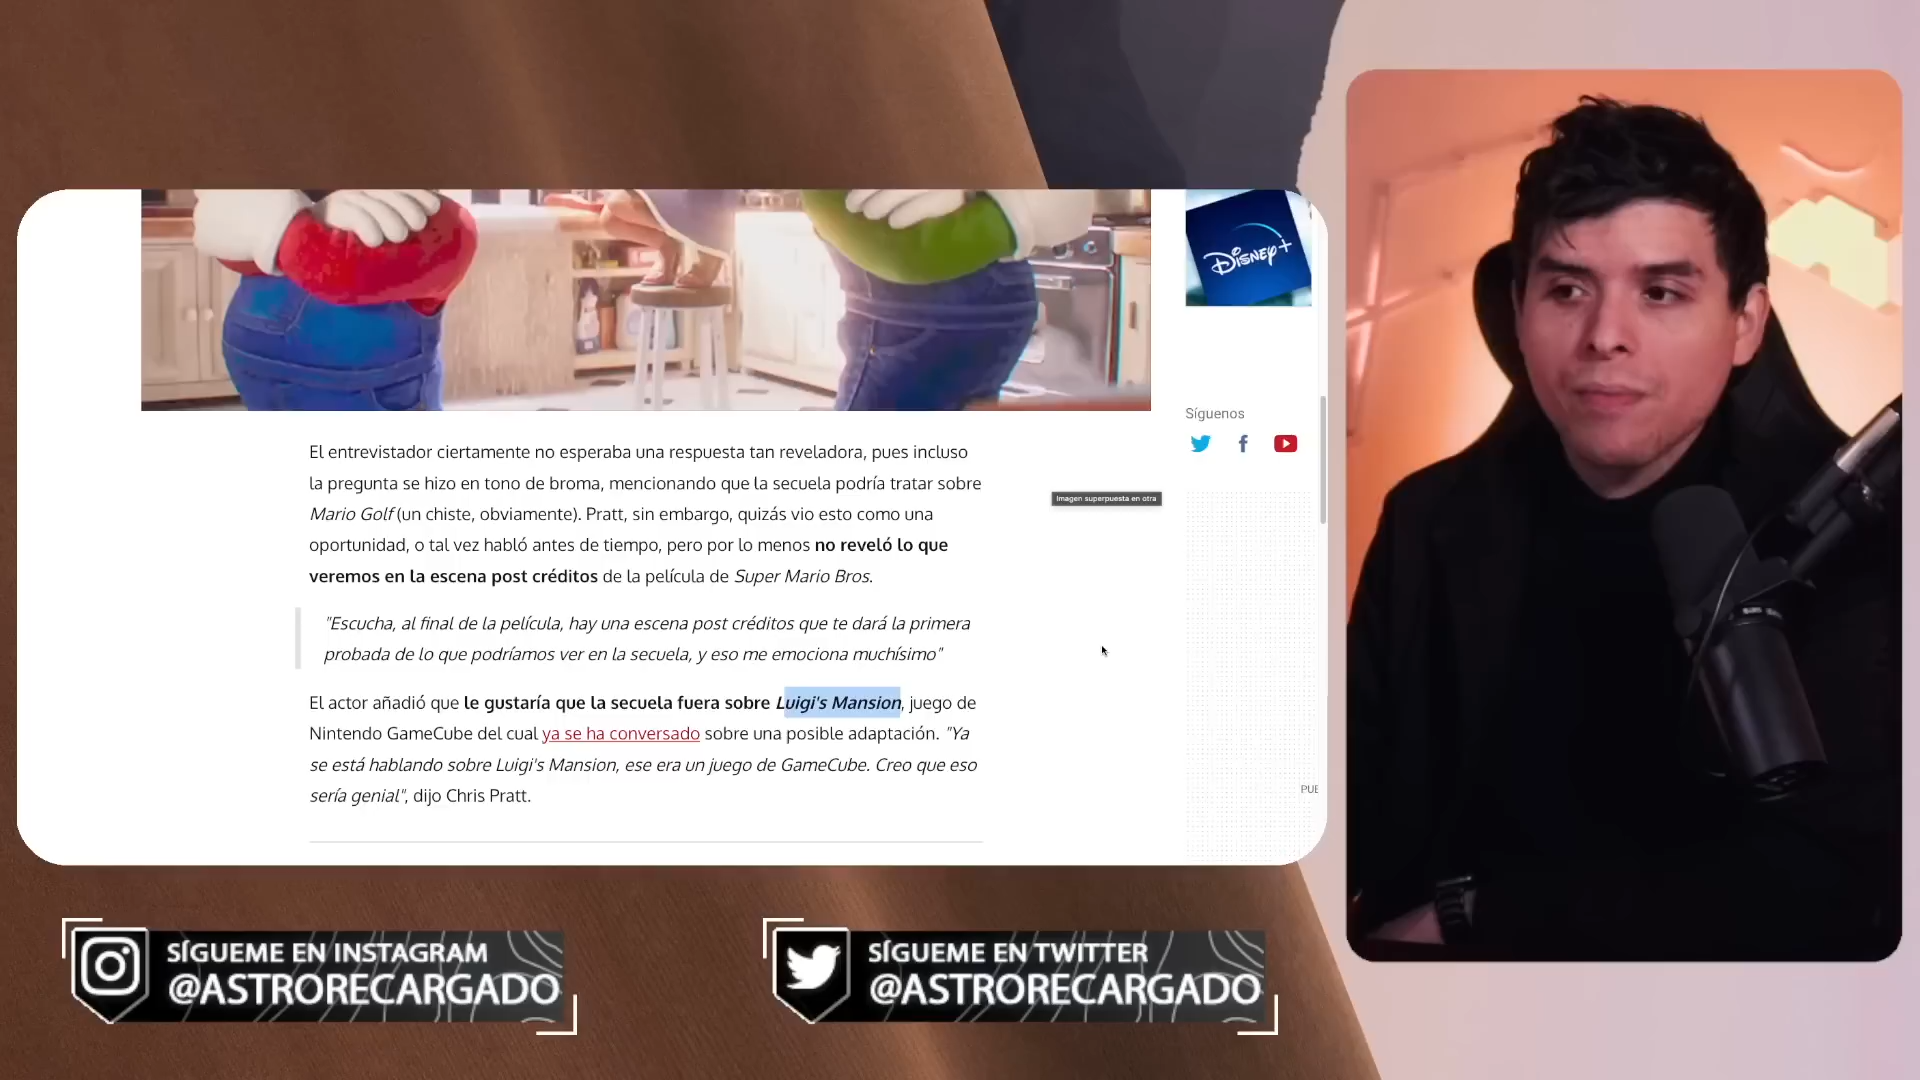 Disney+
Síguenos
El entrevistador ciertamente no esperaba una respuesta tan reveladora, pues incluso
la pregunta se hizo en tono de broma, mencionando que la secuela podría tratar sobre
Mario Golf (un chiste, obviamente). Pratt, sin embargo, quizás vio esto como una
oportunidad, o tal vez habló antes de tiempo, pero por lo menos no reveló lo que
veremos en la escena post créditos de la película de Super Mario Bros.
Imagen superpuesta en otra
"Escucha, al final de la película, hay una escena post créditos que te dará la primera
probada de lo que podríamos ver en la secuela, y eso me emociona muchísimo"
El actor añadió que le gustaría que la secuela fuera sobre Luigi's Mansion, juego de
Nintendo GameCube del cual ya se ha conversado sobre una posible adaptación. "Ya
se está hablando sobre Luigi's Mansion, ese era un juego de GameCube. Creo que eso
sería genial", dijo Chris Pratt.
PUE
SÍGUEME EN INSTAGRAM
@ASTRORECARGADO
SÍGUEME EN TWITTER
@ASTRORECARGADO